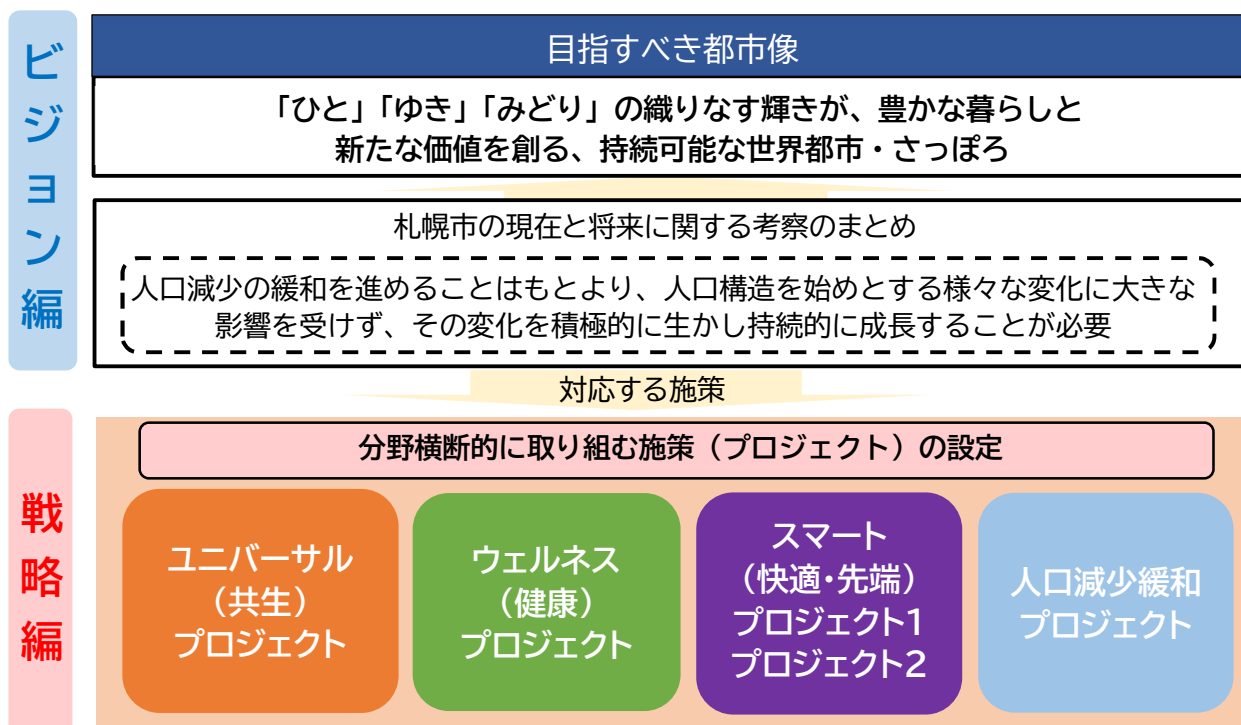 ビジョン編
目指すべき都市像
「ひと」「ゆき」「みどり」の織りなす輝きが、豊かな暮らしと
新たな価値を創る、持続可能な世界都市・さっぽろ
札幌市の現在と将来に関する考察のまとめ
人口減少の緩和を進めることはもとより、人口構造を始めとする様々な変化に大きな
影響を受けず、その変化を積極的に生かし持続的に成長することが必要
対応する施策
戦略編
分野横断的に取り組む施策（プロジェクト）の設定
ユニバーサル
（共生）
プロジェクト
ウェルネス
（健康）
プロジェクト
スマート
（快適・先端）
プロジェクト1
プロジェクト2
人口減少緩和
プロジェクト